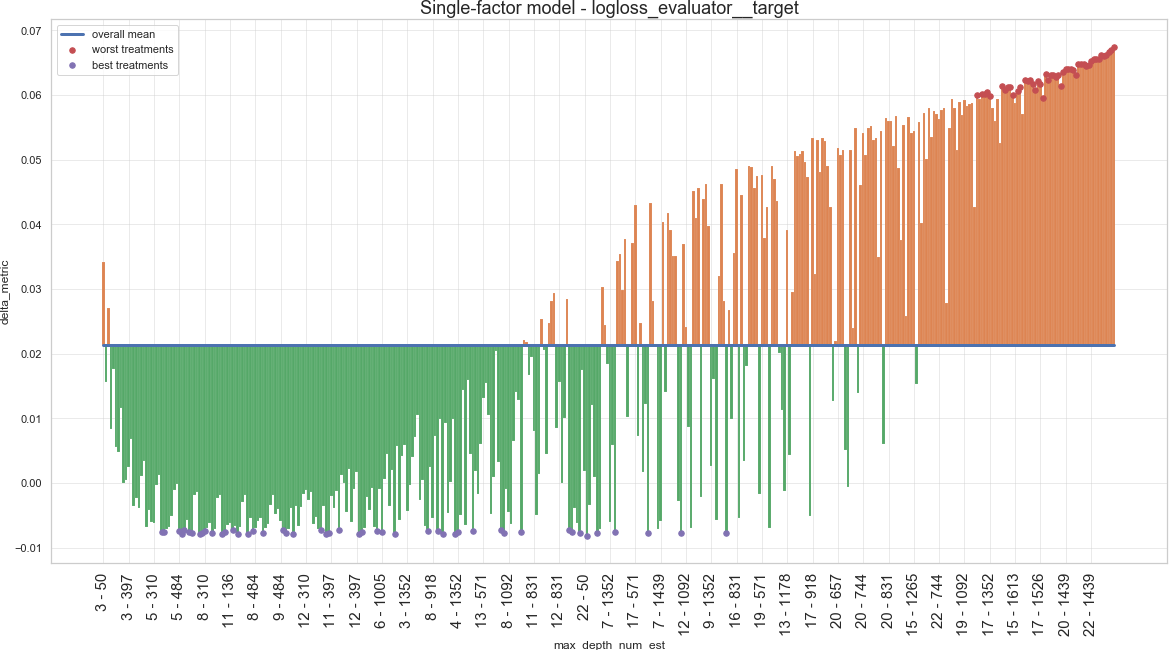 Single-factor model - logloss_evaluator__target
overall mean
worst treatments
best treatments
delta_metric
0.07
0.06
0.05
0.04
0.03
0.02
0.01
0.00
−0.01
3 - 50
3 - 397
5 - 310
5 - 484
8 - 310
11 - 136
8 - 484
9 - 484
12 - 310
11 - 397
12 - 397
6 - 1005
3 - 1352
8 - 918
4 - 1352
13 - 571
8 - 1092
11 - 831
12 - 831
22 - 50
7 - 1352
17 - 571
7 - 1439
12 - 1092
9 - 1352
16 - 831
19 - 571
13 - 1178
17 - 918
20 - 657
20 - 744
20 - 831
15 - 1265
22 - 744
19 - 1092
17 - 1352
15 - 1613
17 - 1526
20 - 1439
22 - 1439
max_depth_num_est